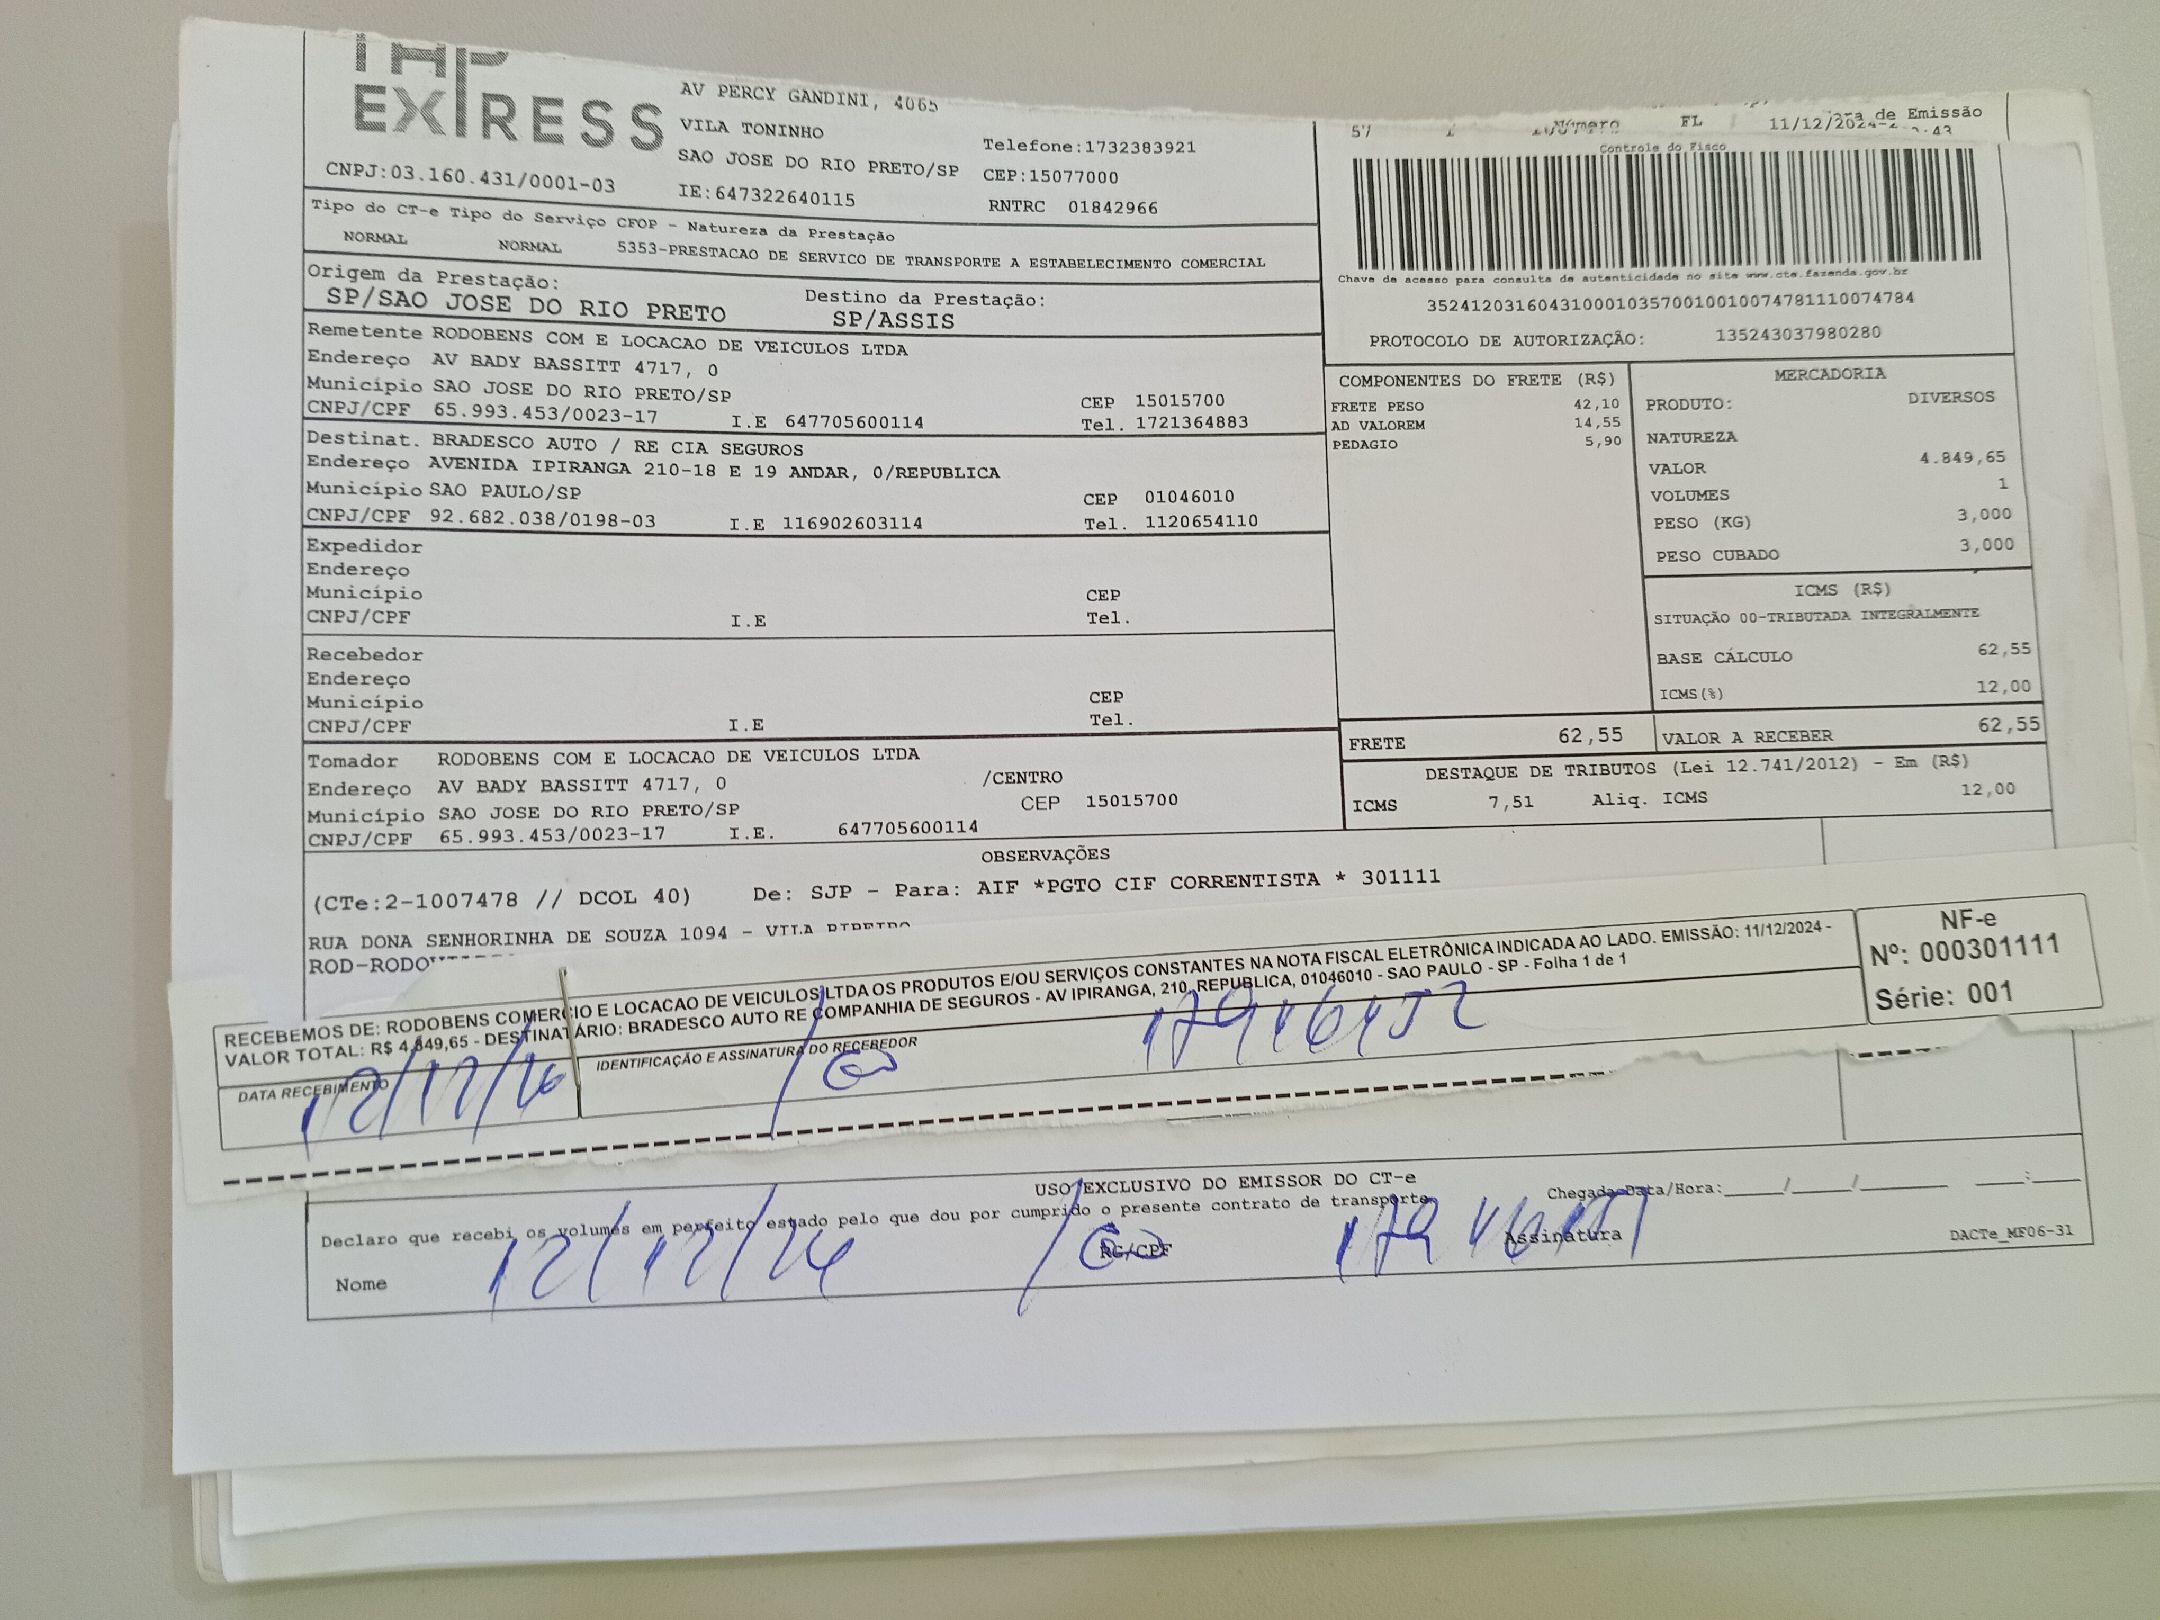 EXPRESS
AV PERCY GANDINI, 4065
VILA TONINHO
SAO JOSE DO RIO PRETO/SP
IE:647322640115
Telefone:1732383921
CEP:15077000
RNTRC 01842966
CNPJ:03.160.431/0001-03
Número FL de Emissão
11/12/2024
Controle do Fisco
Tipo do CT-e Tipo do Serviço CFOP - Natureza da Prestação
NORMAL NORMAL 5353-PRESTACAO DE SERVICO DE TRANSPORTE A ESTABELECIMENTO COMERCIAL
Chave de acesso para consulta de autenticidade no site www.cte.fazenda.gov.br
35241203160431000103570010010074781110074784
PROTOCOLO DE AUTORIZAÇÃO: 135243037980280
Origem da Prestação:
SP/SAO JOSE DO RIO PRETO
Destino da Prestação:
SP/ASSIS
Remetente RODOBENS COM E LOCACAO DE VEICULOS LTDA
Endereço AV BADY BASSITT 4717, 0
Município SAO JOSE DO RIO PRETO/SP CEP 15015700
CNPJ/CPF 65.993.453/0023-17 I.E 647705600114 Tel. 1721364883
Destinat. BRADESCO AUTO / RE CIA SEGUROS
Endereço AVENIDA IPIRANGA 210-18 E 19 ANDAR, 0/REPUBLICA
Município SAO PAULO/SP CEP 01046010
CNPJ/CPF 92.682.038/0198-03 I.E 116902603114 Tel. 1120654110
Expedidor
Endereço
Município CEP
CNPJ/CPF I.E Tel.
Recebedor
Endereço
Município CEP
CNPJ/CPF I.E Tel.
Tomador RODOBENS COM E LOCACAO DE VEICULOS LTDA
Endereço AV BADY BASSITT 4717, 0 /CENTRO
Município SAO JOSE DO RIO PRETO/SP CEP 15015700
CNPJ/CPF 65.993.453/0023-17 I.E. 647705600114
COMPONENTES DO FRETE (R$)
FRETE PESO 42,10
AD VALOREM 14,55
PEDAGIO 5,90
MERCADORIA
PRODUTO: DIVERSOS
NATUREZA
VALOR 4.849,65
VOLUMES 1
PESO (KG) 3,000
PESO CUBADO 3,000
ICMS (R$)
SITUAÇÃO 00-TRIBUTADA INTEGRALMENTE
BASE CÁLCULO 62,55
ICMS(%) 12,00
FRETE 62,55 VALOR A RECEBER 62,55
DESTAQUE DE TRIBUTOS (Lei 12.741/2012) - Em (R$)
ICMS 7,51 Aliq. ICMS 12,00
OBSERVAÇÕES
(CTe:2-1007478 // DCOL 40) De: SJP - Para: AIF *PGTO CIF CORRENTISTA * 301111
RUA DONA SENHORINHA DE SOUZA 1094 - VILA RIBEIRO
RECEBEMOS DE: RODOBENS COMERCIO E LOCACAO DE VEICULOS LTDA OS PRODUTOS E/OU SERVIÇOS CONSTANTES NA NOTA FISCAL ELETRÔNICA INDICADA AO LADO. EMISSÃO: 11/12/2024 -
VALOR TOTAL: R$ 4.849,65 - DESTINATÁRIO: BRADESCO AUTO RE COMPANHIA DE SEGUROS - AV IPIRANGA, 210, REPUBLICA, 01046010 - SAO PAULO - SP - Folha 1 de 1
NF-e
Nº: 000301111
Série: 001
DATA RECEBIMENTO
IDENTIFICAÇÃO E ASSINATURA DO RECEBEDOR
USO EXCLUSIVO DO EMISSOR DO CT-e
Declaro que recebi os volumes em perfeito estado pelo que dou por cumprido o presente contrato de transporte
Chegada Data/Hora:_____/_____/________ ____:____
Nome RG/CPF Assinatura
12/12/24
DACTe_MF06-31